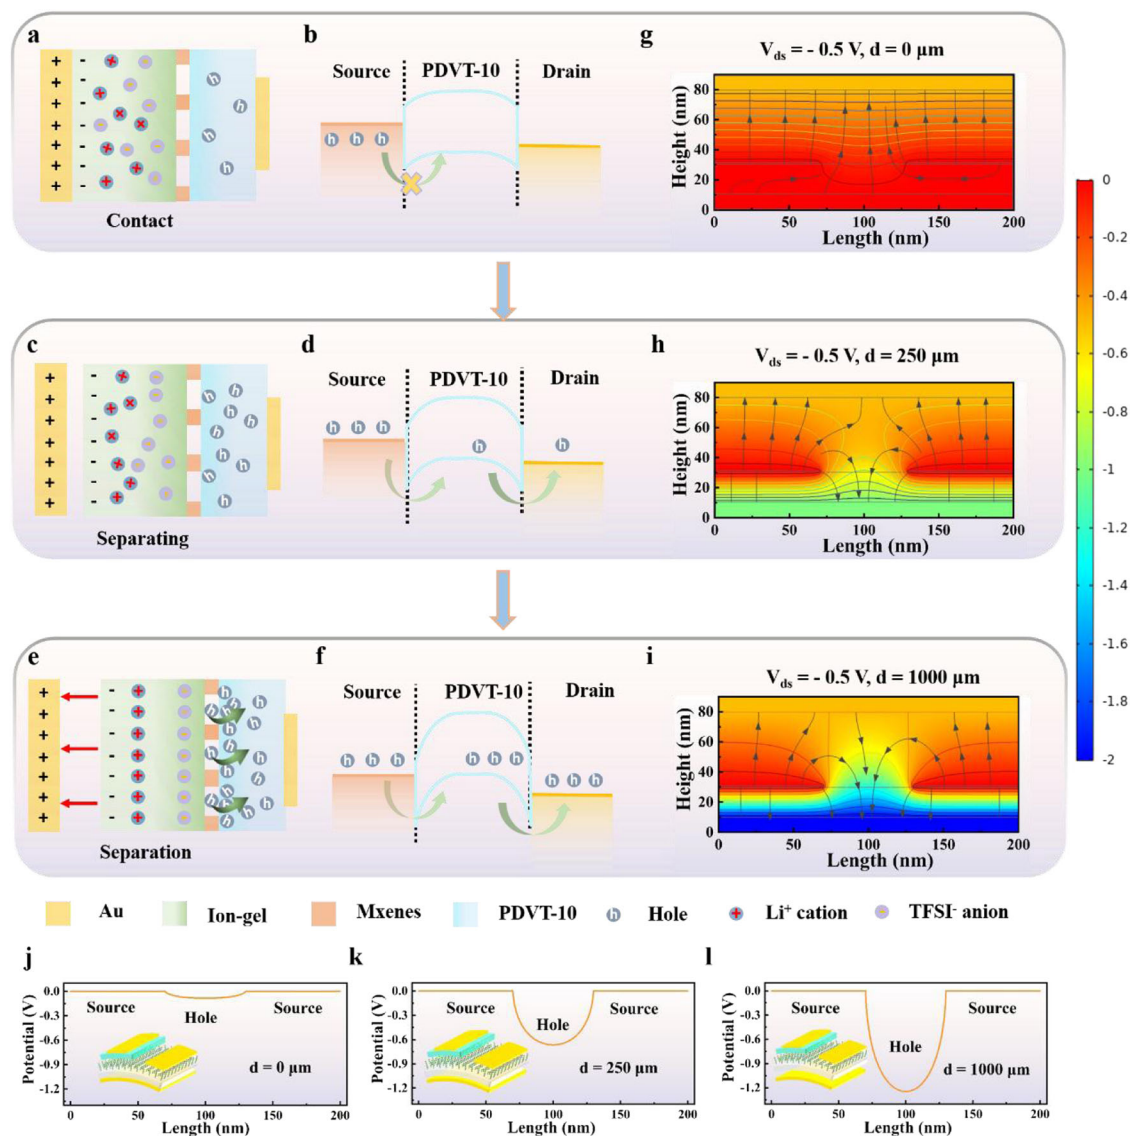 a
b
g
V_ds = - 0.5 V, d = 0 μm
Source
PDVT-10
Drain
h h h
Contact
Height (nm)
80
60
40
20
0
0 50 100 150 200
Length (nm)
0
-0.2
-0.4
-0.6
-0.8
-1
-1.2
-1.4
-1.6
-1.8
-2
c
d
h
V_ds = - 0.5 V, d = 250 μm
Source
PDVT-10
Drain
h h h
h
h
Separating
Height (nm)
80
60
40
20
0
0 50 100 150 200
Length (nm)
e
f
i
V_ds = - 0.5 V, d = 1000 μm
Source
PDVT-10
Drain
h h h
h h h
h h h
Separation
Height (nm)
80
60
40
20
0
0 50 100 150 200
Length (nm)
Au
Ion-gel
Mxenes
PDVT-10
h Hole
Li⁺ cation
TFSI⁻ anion
j
Potential (V)
0.0
-0.3
-0.6
-0.9
-1.2
Source
Hole
Source
d = 0 μm
0 50 100 150 200
Length (nm)
k
Potential (V)
0.0
-0.3
-0.6
-0.9
-1.2
Source
Hole
Source
d = 250 μm
0 50 100 150 200
Length (nm)
l
Potential (V)
0.0
-0.3
-0.6
-0.9
-1.2
Source
Hole
Source
d = 1000 μm
0 50 100 150 200
Length (nm)